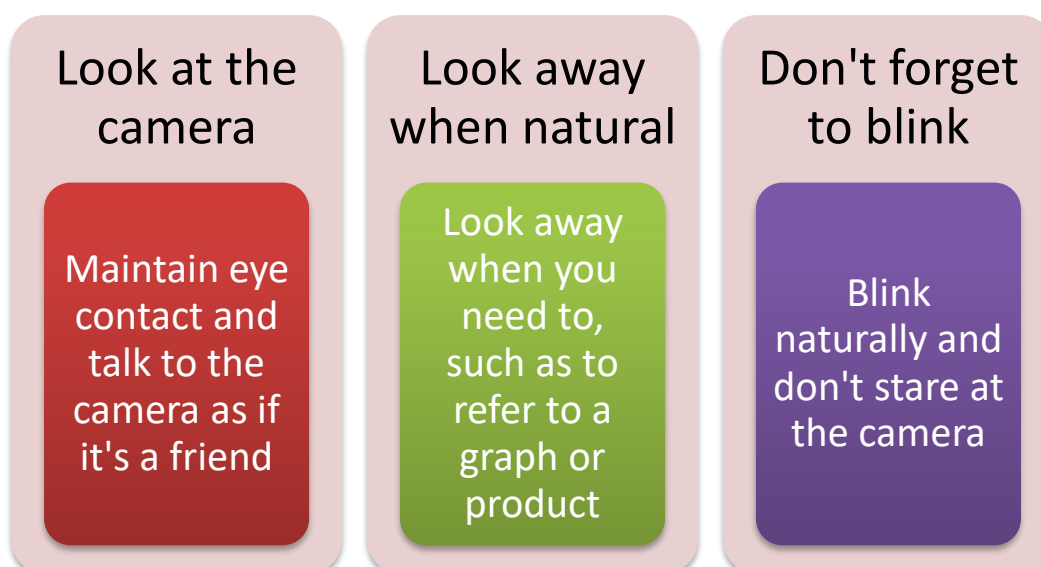 Look at the
camera
Maintain eye
contact and
talk to the
camera as if
it's a friend
Look away
when natural
Look away
when you
need to,
such as to
refer to a
graph or
product
Don't forget
to blink
Blink
naturally and
don't stare at
the camera